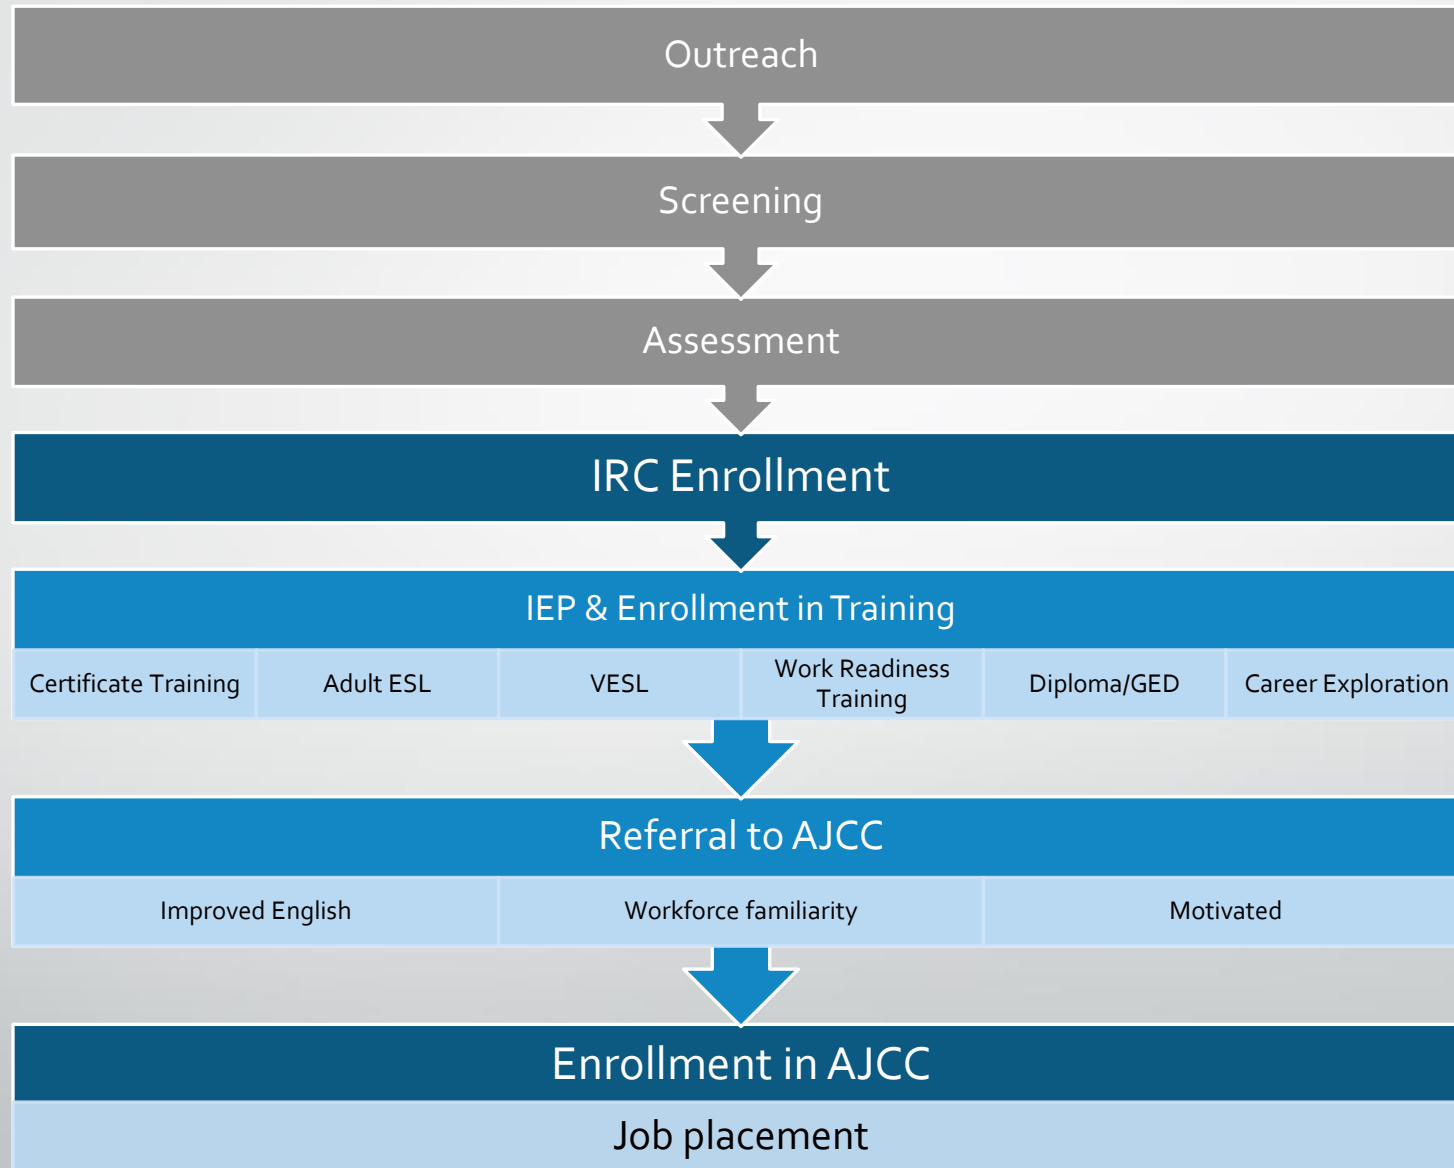 Outreach
Screening
Assessment
IRC Enrollment
IEP & Enrollment in Training
Certificate Training
Adult ESL
VESL
Work Readiness
Training
Diploma/GED
Career Exploration
Referral to AJCC
Improved English
Workforce familiarity
Motivated
Enrollment in AJCC
Job placement